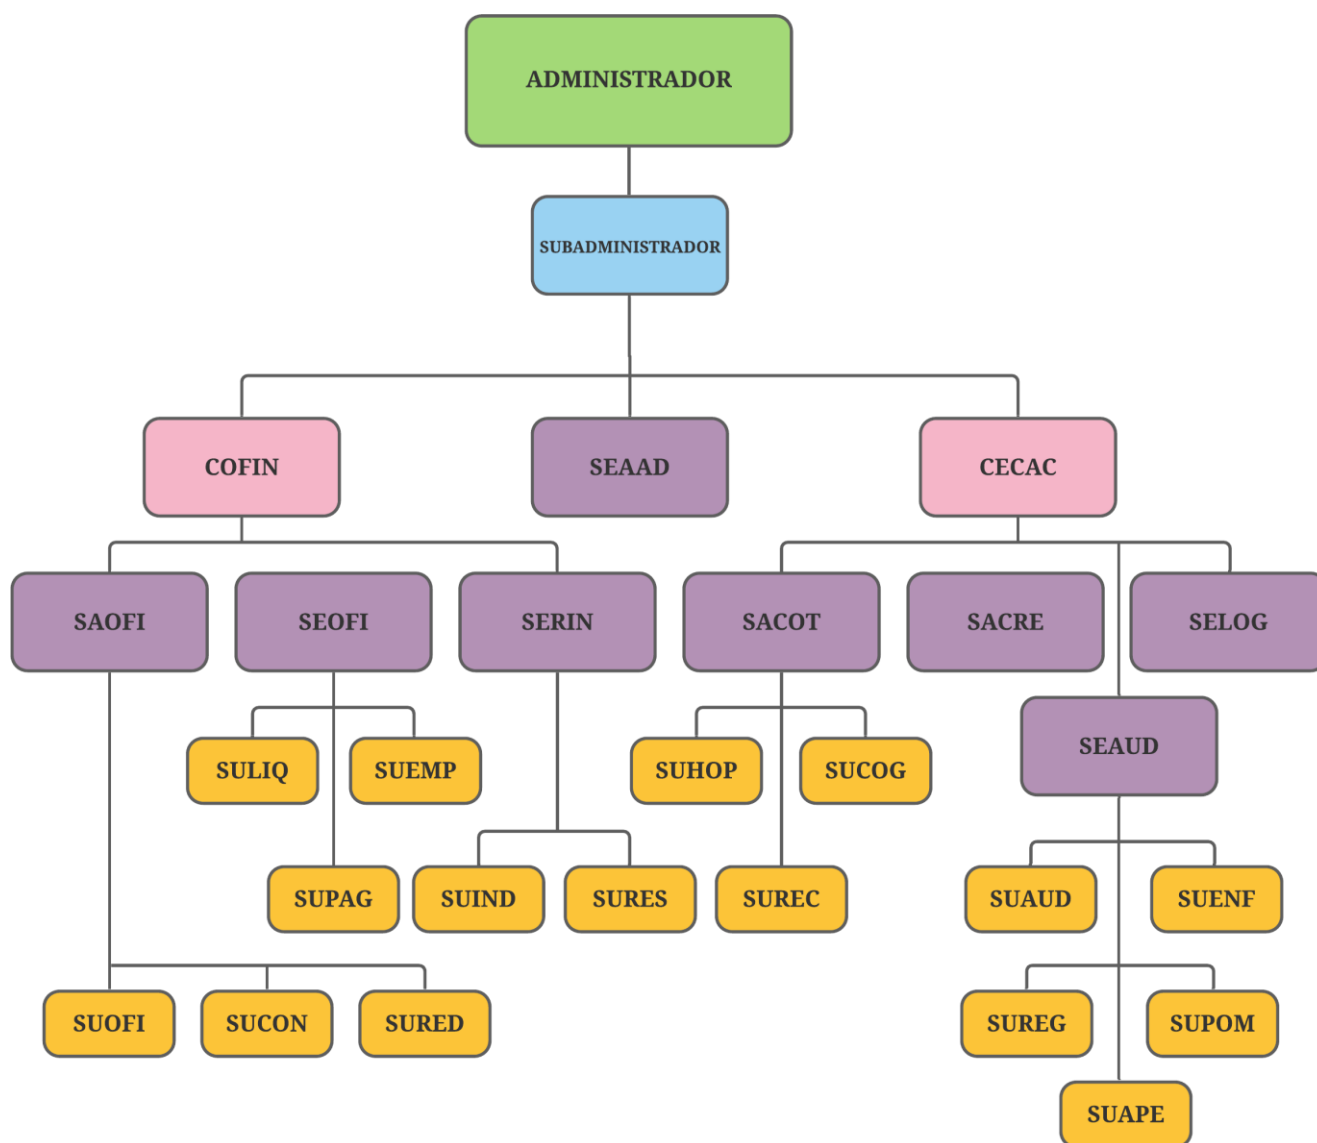 ADMINISTRADOR
SUBADMINISTRADOR
COFIN
SEAAD
CECAC
SAOFI
SEOFI
SERIN
SACOT
SACRE
SELOG
SEAUD
SULIQ
SUEMP
SUHOP
SUCOG
SUPAG
SUIND
SURES
SUREC
SUAUD
SUENF
SUOFI
SUCON
SURED
SUREG
SUPOM
SUAPE